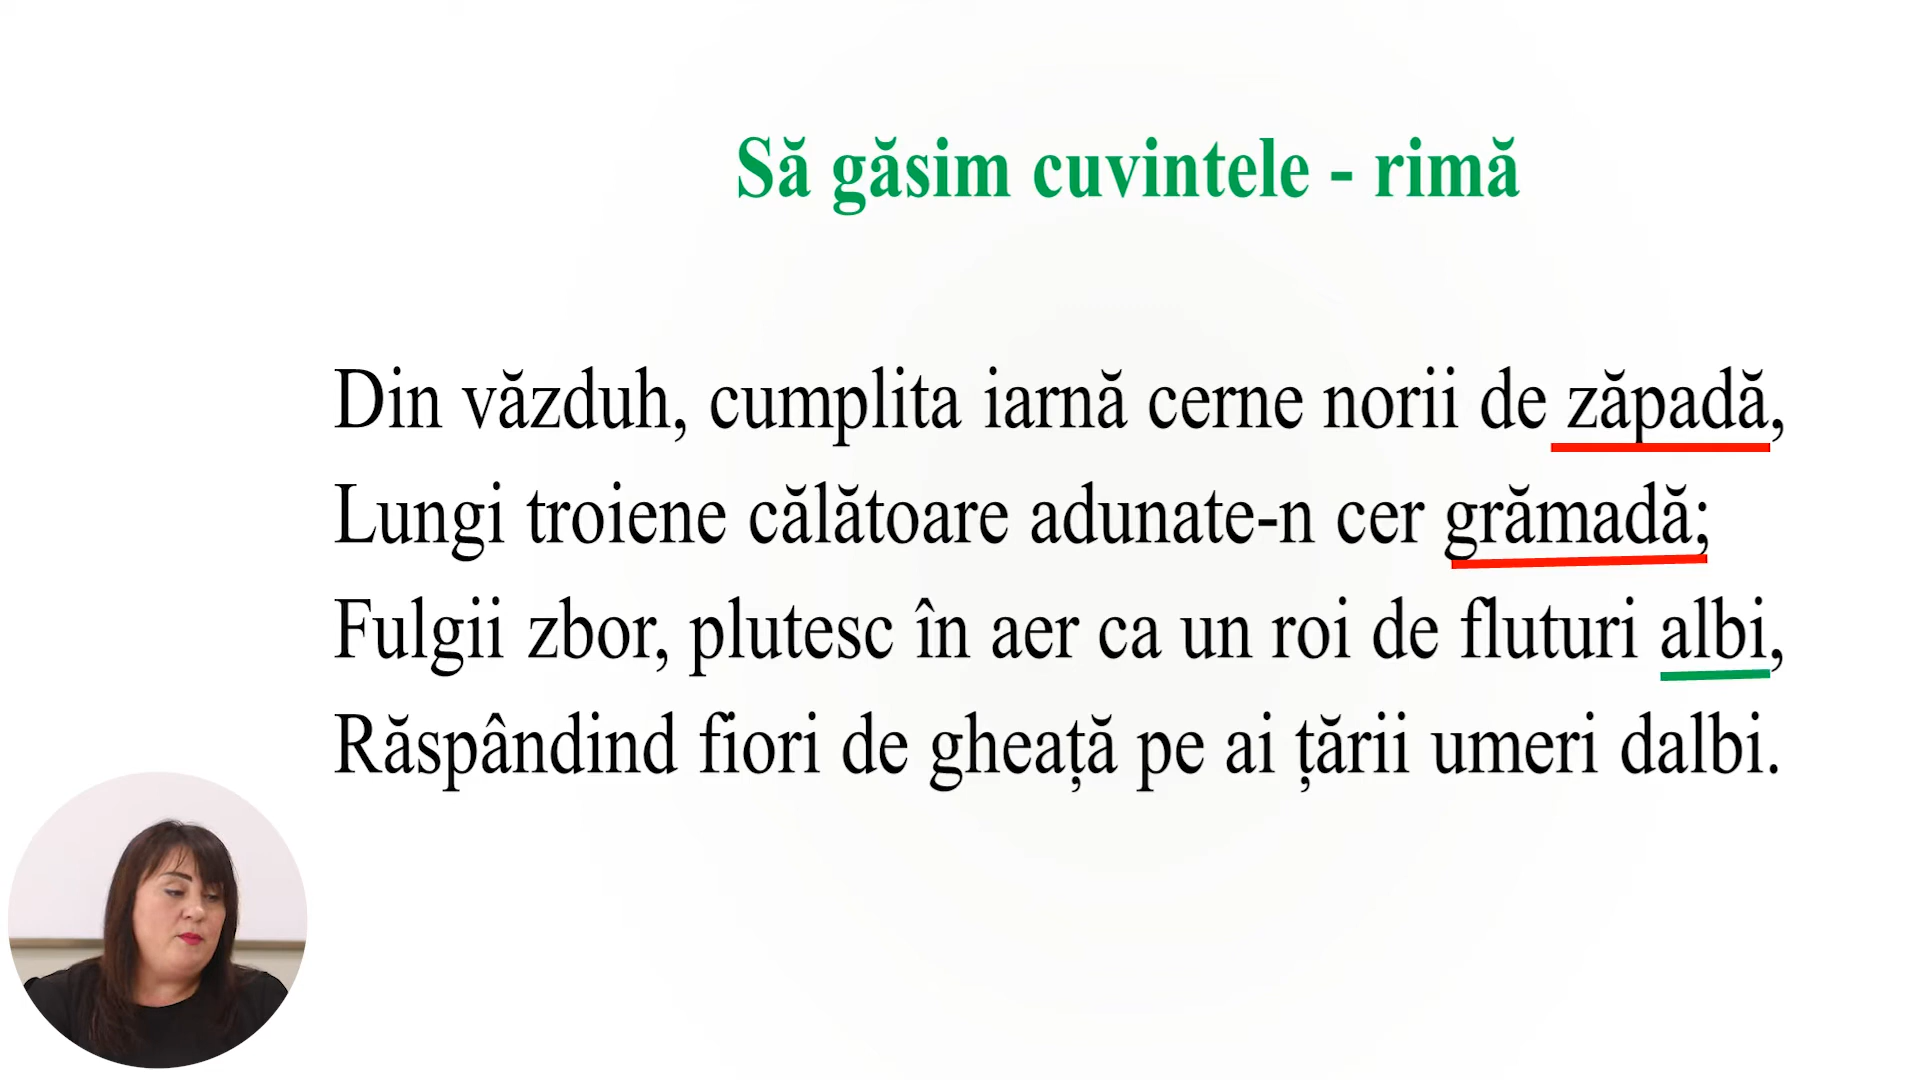 Să găsim cuvintele - rimă
Din văzduh, cumplita iarnă cerne norii de zăpadă,
Lungi troiene călătoare adunate-n cer grămadă;
Fulgii zbor, plutesc în aer ca un roi de fluturi albi,
Răspândind fiori de gheață pe ai țării umeri dalbi.